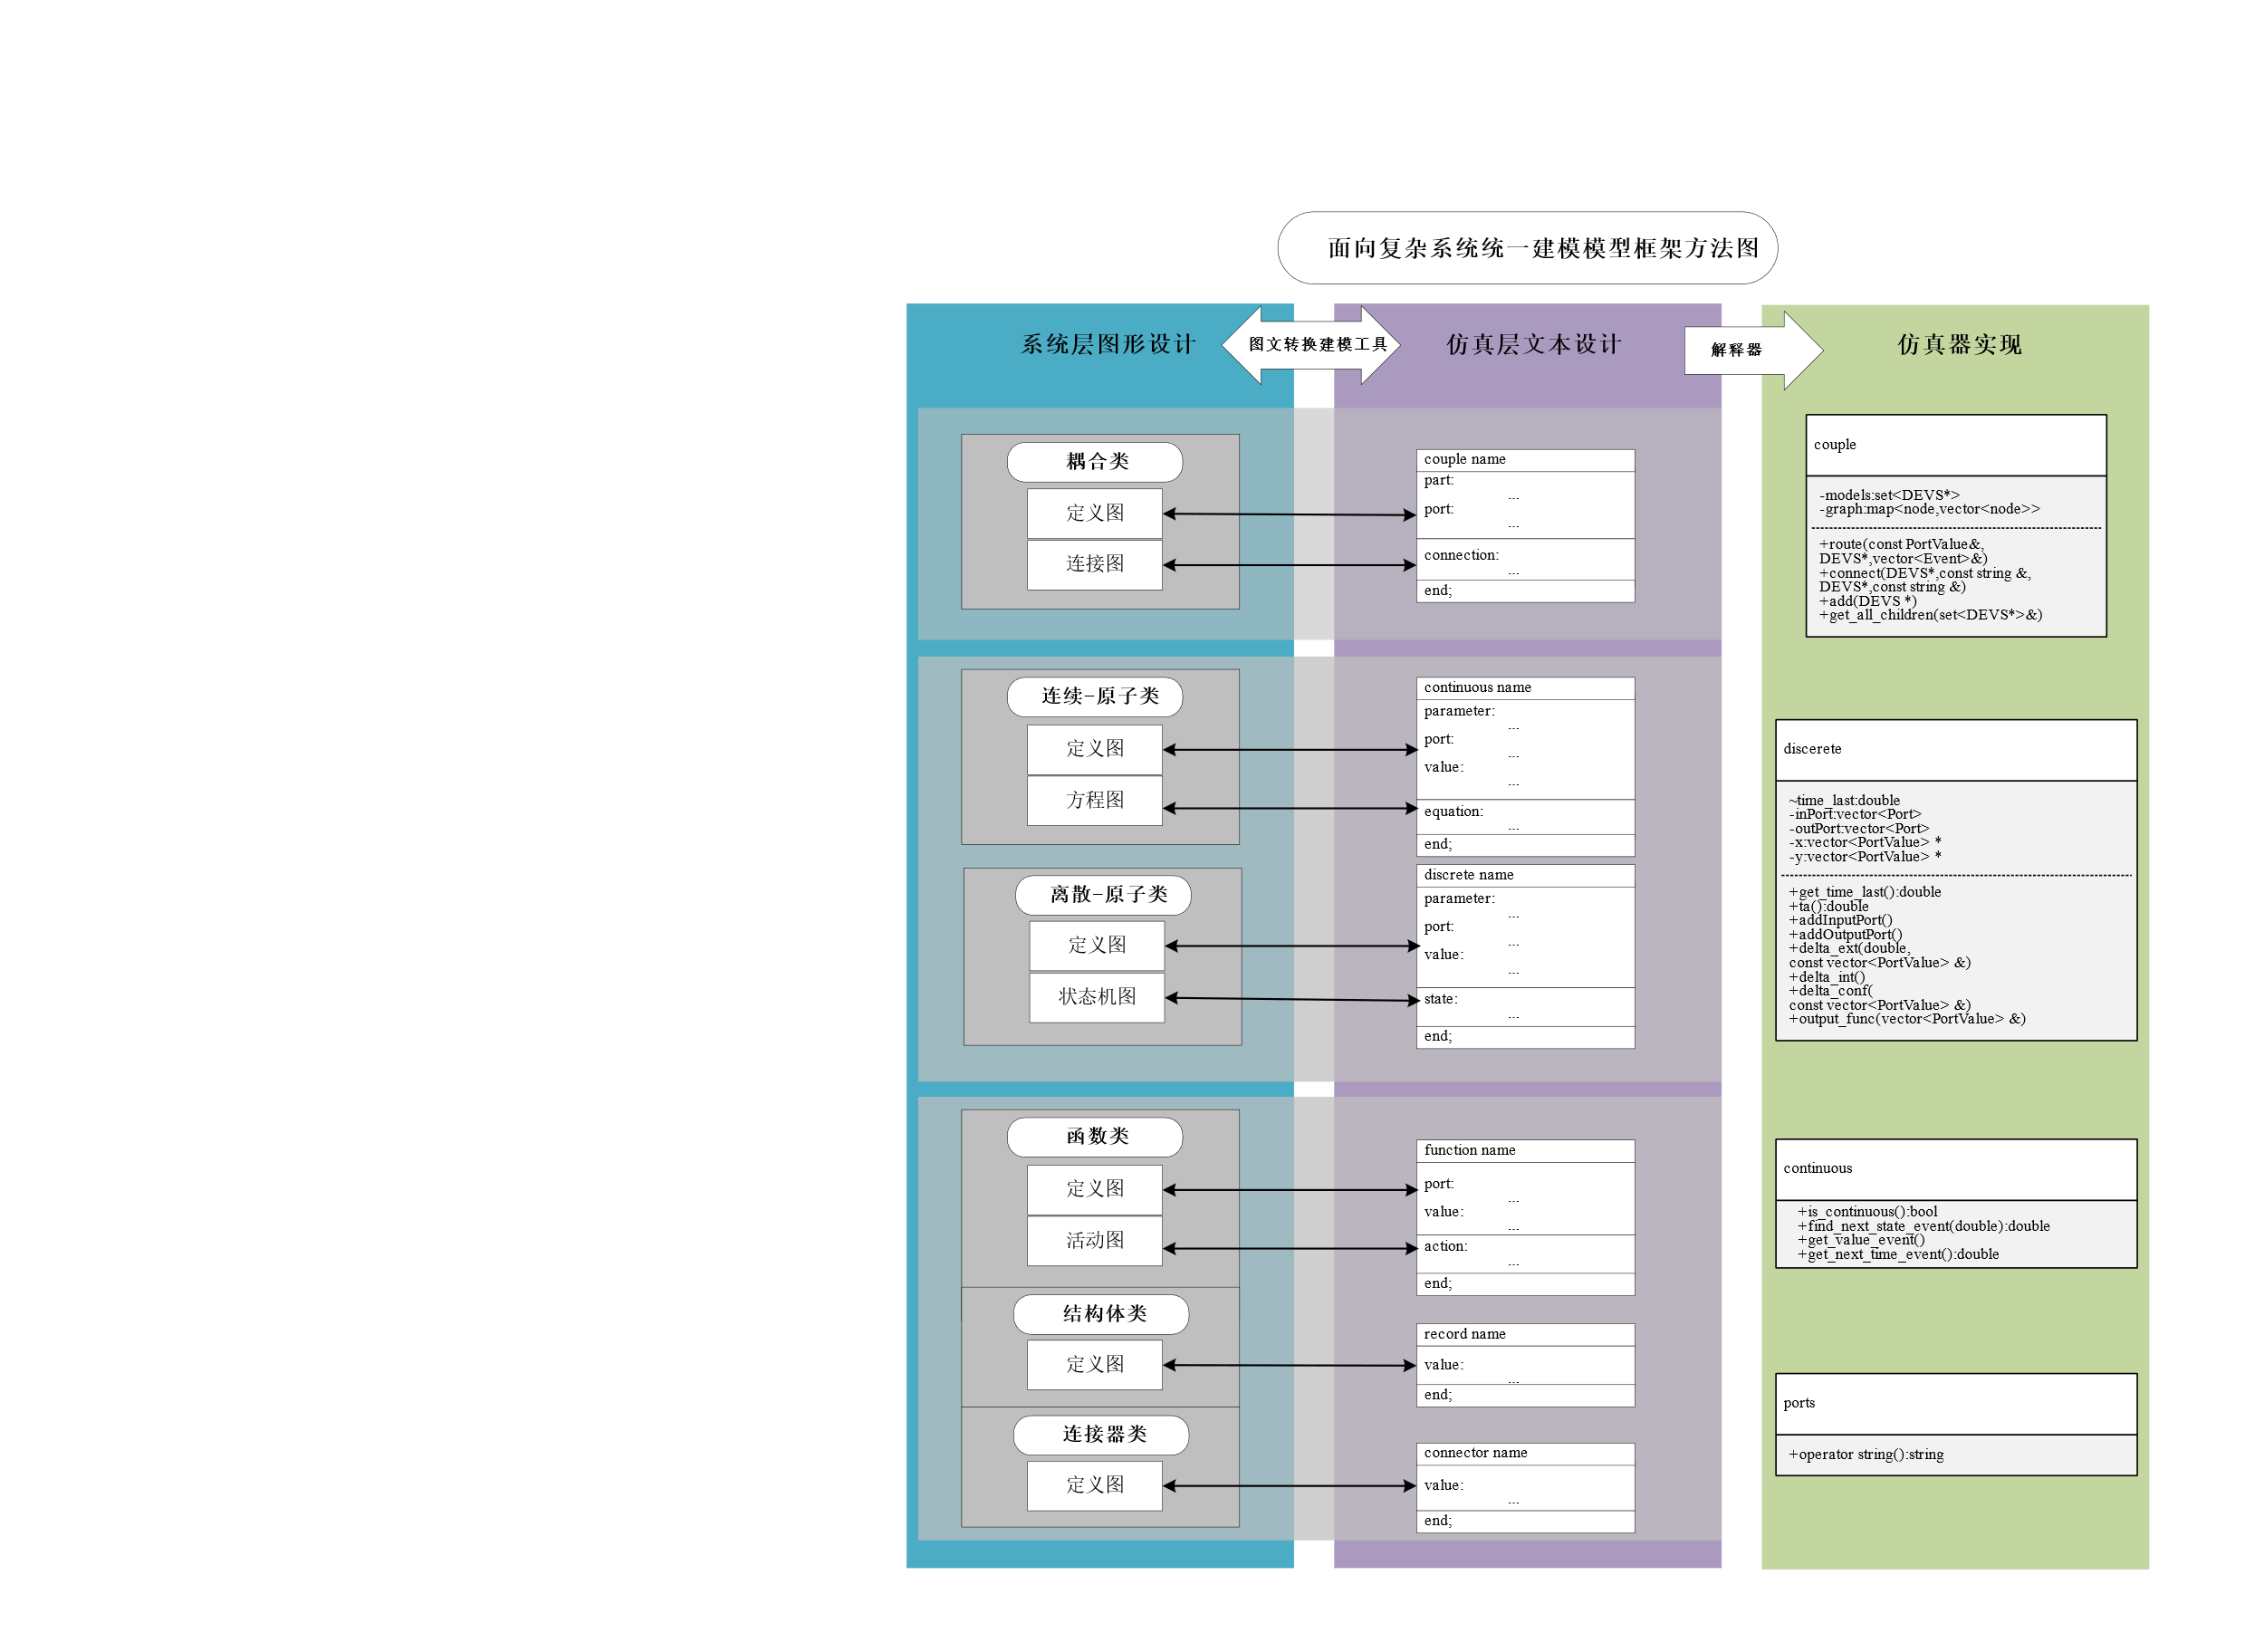 面向复杂系统统一建模模型框架方法图
系统层图形设计
图文转换建模工具
仿真层文本设计
解释器
仿真器实现
耦合类
定义图
连接图
couple name
part:
...
port:
...
connection:
...
end;
连续-原子类
定义图
方程图
continuous name
parameter:
...
port:
...
value:
...
equation:
...
end;
离散-原子类
定义图
状态机图
discrete name
parameter:
...
port:
...
value:
...
state:
...
end;
函数类
定义图
活动图
function name
port:
...
value:
...
action:
...
end;
结构体类
定义图
record name
value:
...
end;
连接器类
定义图
connector name
value:
...
end;
couple
-models:set<DEVS*>
-graph:map<node,vector<node>>
+route(const PortValue&,
DEVS*,vector<Event>&)
+connect(DEVS*,const string &,
DEVS*,const string &)
+add(DEVS *)
+get_all_children(set<DEVS*>&)
discerete
~time_last:double
-inPort:vector<Port>
-outPort:vector<Port>
-x:vector<PortValue> *
-y:vector<PortValue> *
+get_time_last():double
+ta():double
+addInputPort()
+addOutputPort()
+delta_ext(double,
const vector<PortValue> &)
+delta_int()
+delta_conf(
const vector<PortValue> &)
+output_func(vector<PortValue> &)
continuous
+is_continuous():bool
+find_next_state_event(double):double
+get_value_event()
+get_next_time_event():double
ports
+operator string():string